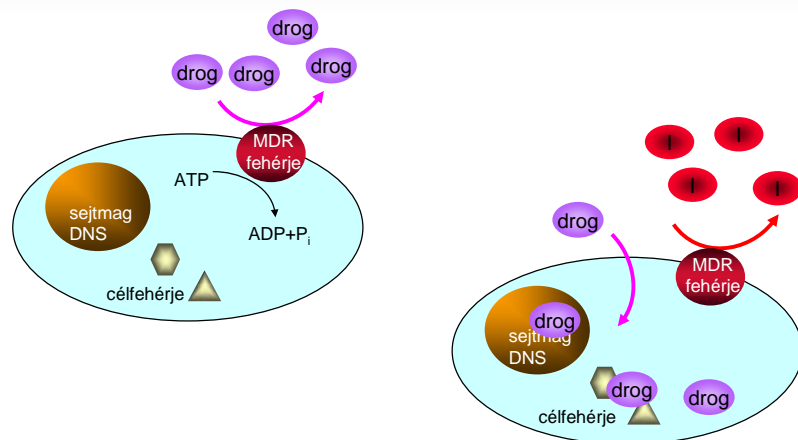 drog
drog
drog
drog
MDR
fehérje
ATP
sejtmag
DNS
ADP+Pi
célfehérje
I
I
I
I
drog
MDR
fehérje
drog
sejtmag
DNS
drog
drog
célfehérje